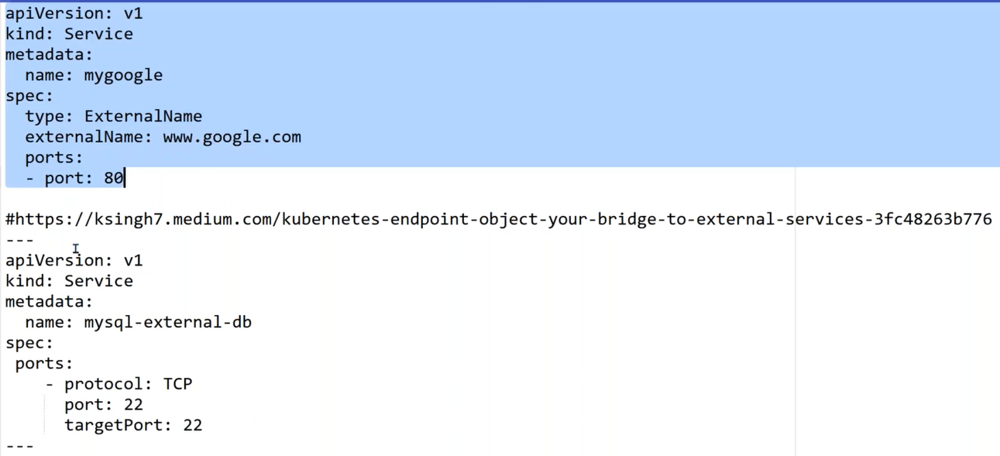 apiVersion: v1
kind: Service
metadata:
  name: mygoogle
spec:
  type: ExternalName
  externalName: www.google.com
  ports:
  - port: 80

#https://ksingh7.medium.com/kubernetes-endpoint-object-your-bridge-to-external-services-3fc48263b776
---
apiVersion: v1
kind: Service
metadata:
  name: mysql-external-db
spec:
 ports:
    - protocol: TCP
      port: 22
      targetPort: 22
---